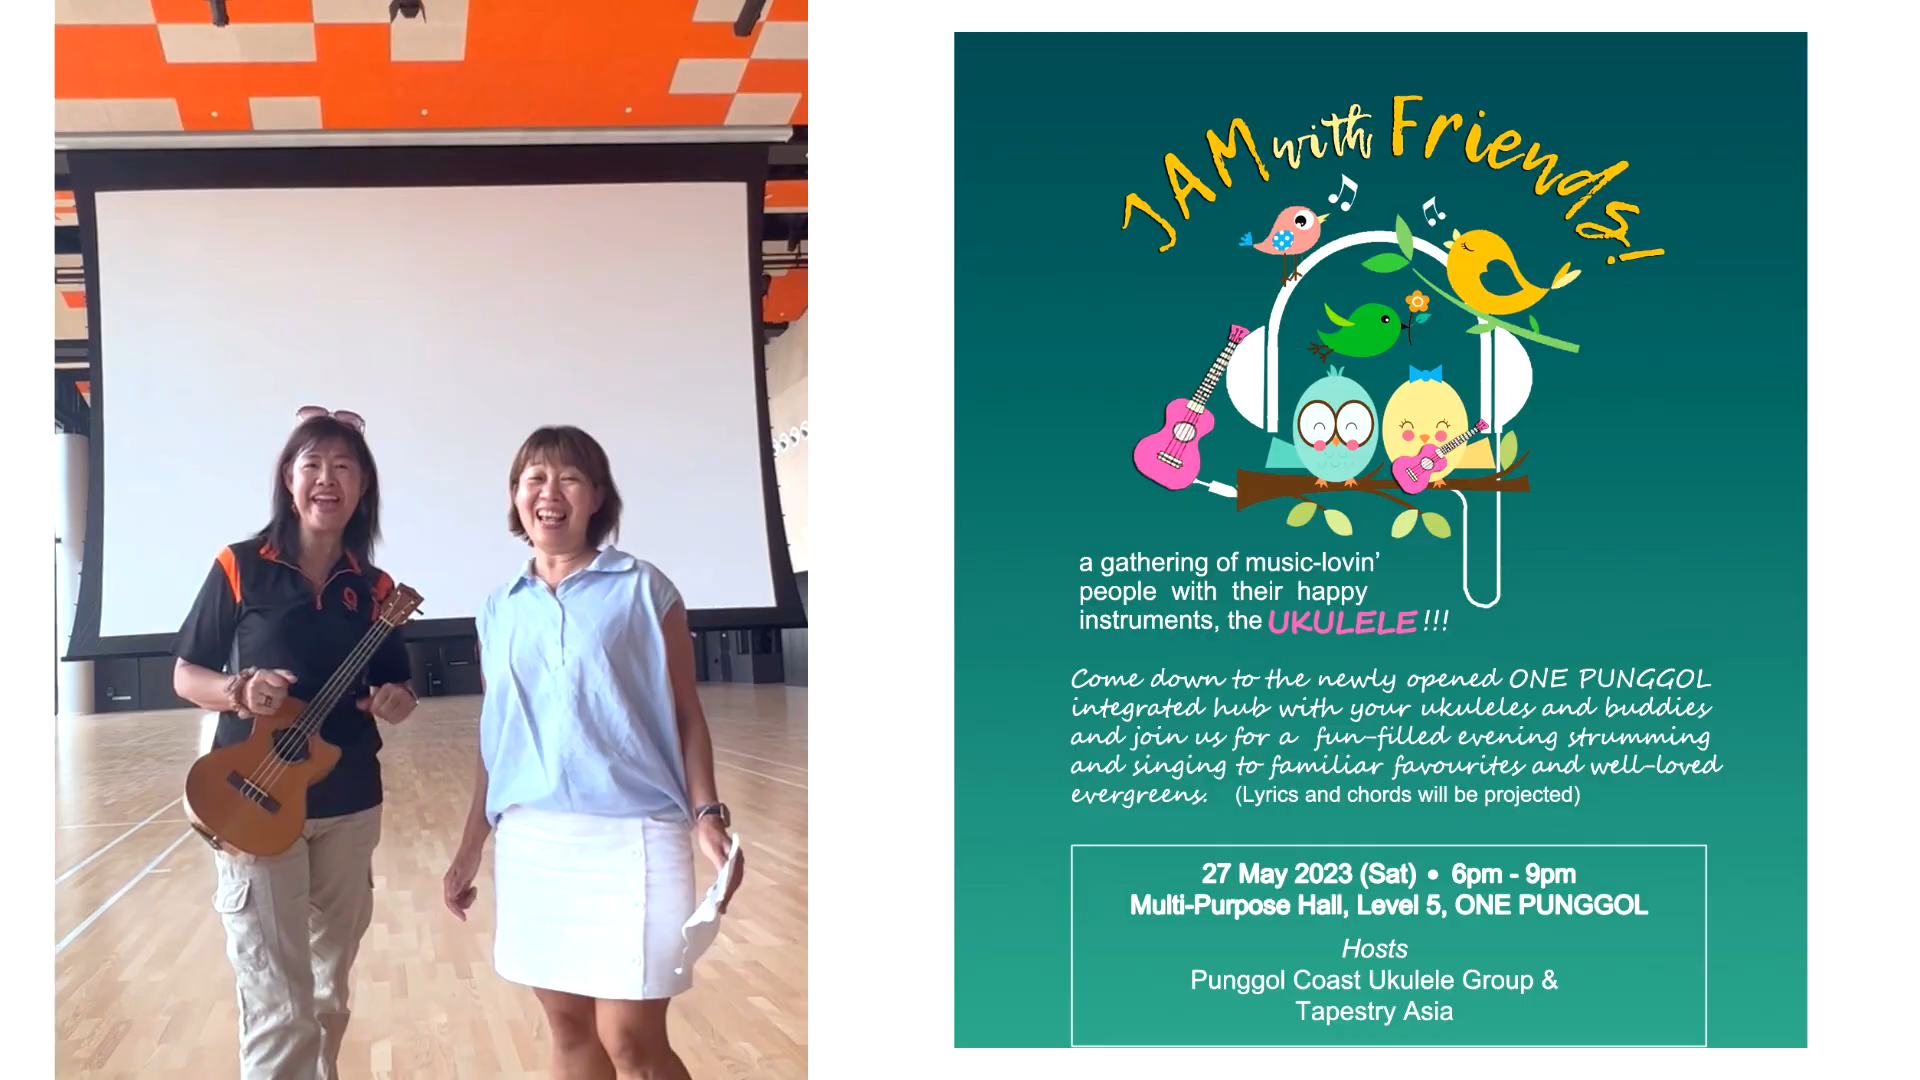 JAM with Friends!
a gathering of music-lovin'
people with their happy
instruments, the UKULELE!!!
Come down to the newly opened ONE PUNGGOL
integrated hub with your ukuleles and buddies
and join us for a fun-filled evening strumming
and singing to familiar favourites and well-loved
evergreens. (Lyrics and chords will be projected)
27 May 2023 (Sat) • 6pm - 9pm
Multi-Purpose Hall, Level 5, ONE PUNGGOL
Hosts
Punggol Coast Ukulele Group &
Tapestry Asia